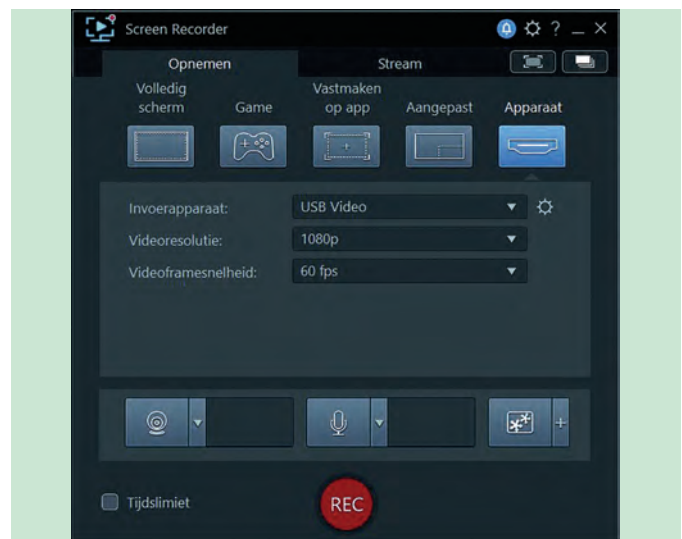 Screen Recorder
?
Opnemen
Stream
Volledig scherm
Game
Vastmaken op app
Aangepast
Apparaat
Invoerapparaat:
USB Video
Videoresolutie:
1080p
Videoframesnelheid:
60 fps
Tijdslimiet
REC